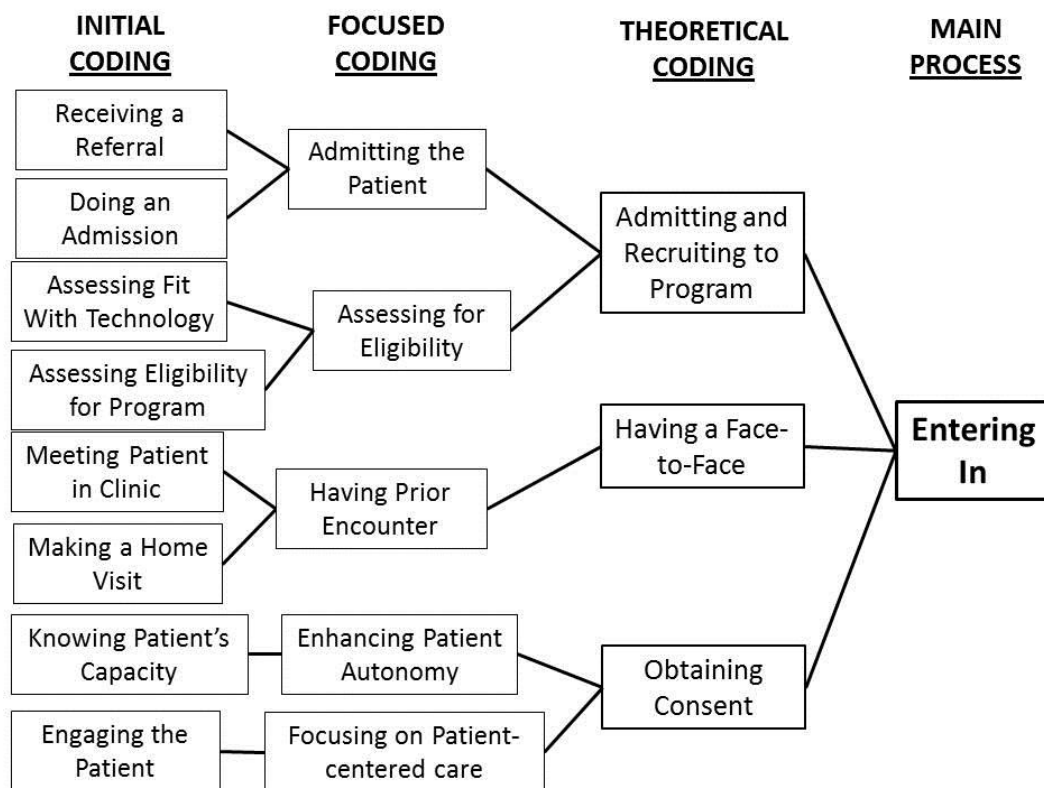 INITIAL
CODING
FOCUSED
CODING
THEORETICAL
CODING
MAIN
PROCESS
Receiving a
Referral
Doing an
Admission
Assessing Fit
With Technology
Assessing Eligibility
for Program
Meeting Patient
in Clinic
Making a Home
Visit
Knowing Patient’s
Capacity
Engaging the
Patient
Admitting the
Patient
Assessing for
Eligibility
Having Prior
Encounter
Enhancing Patient
Autonomy
Focusing on Patient-
centered care
Admitting and
Recruiting to
Program
Having a Face-
to-Face
Obtaining
Consent
Entering
In